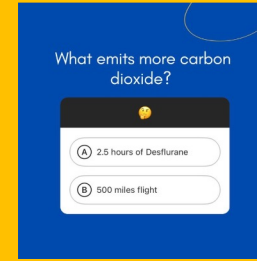 What emits more carbon
dioxide?
🤔
A 2.5 hours of Desflurane
B 500 miles flight